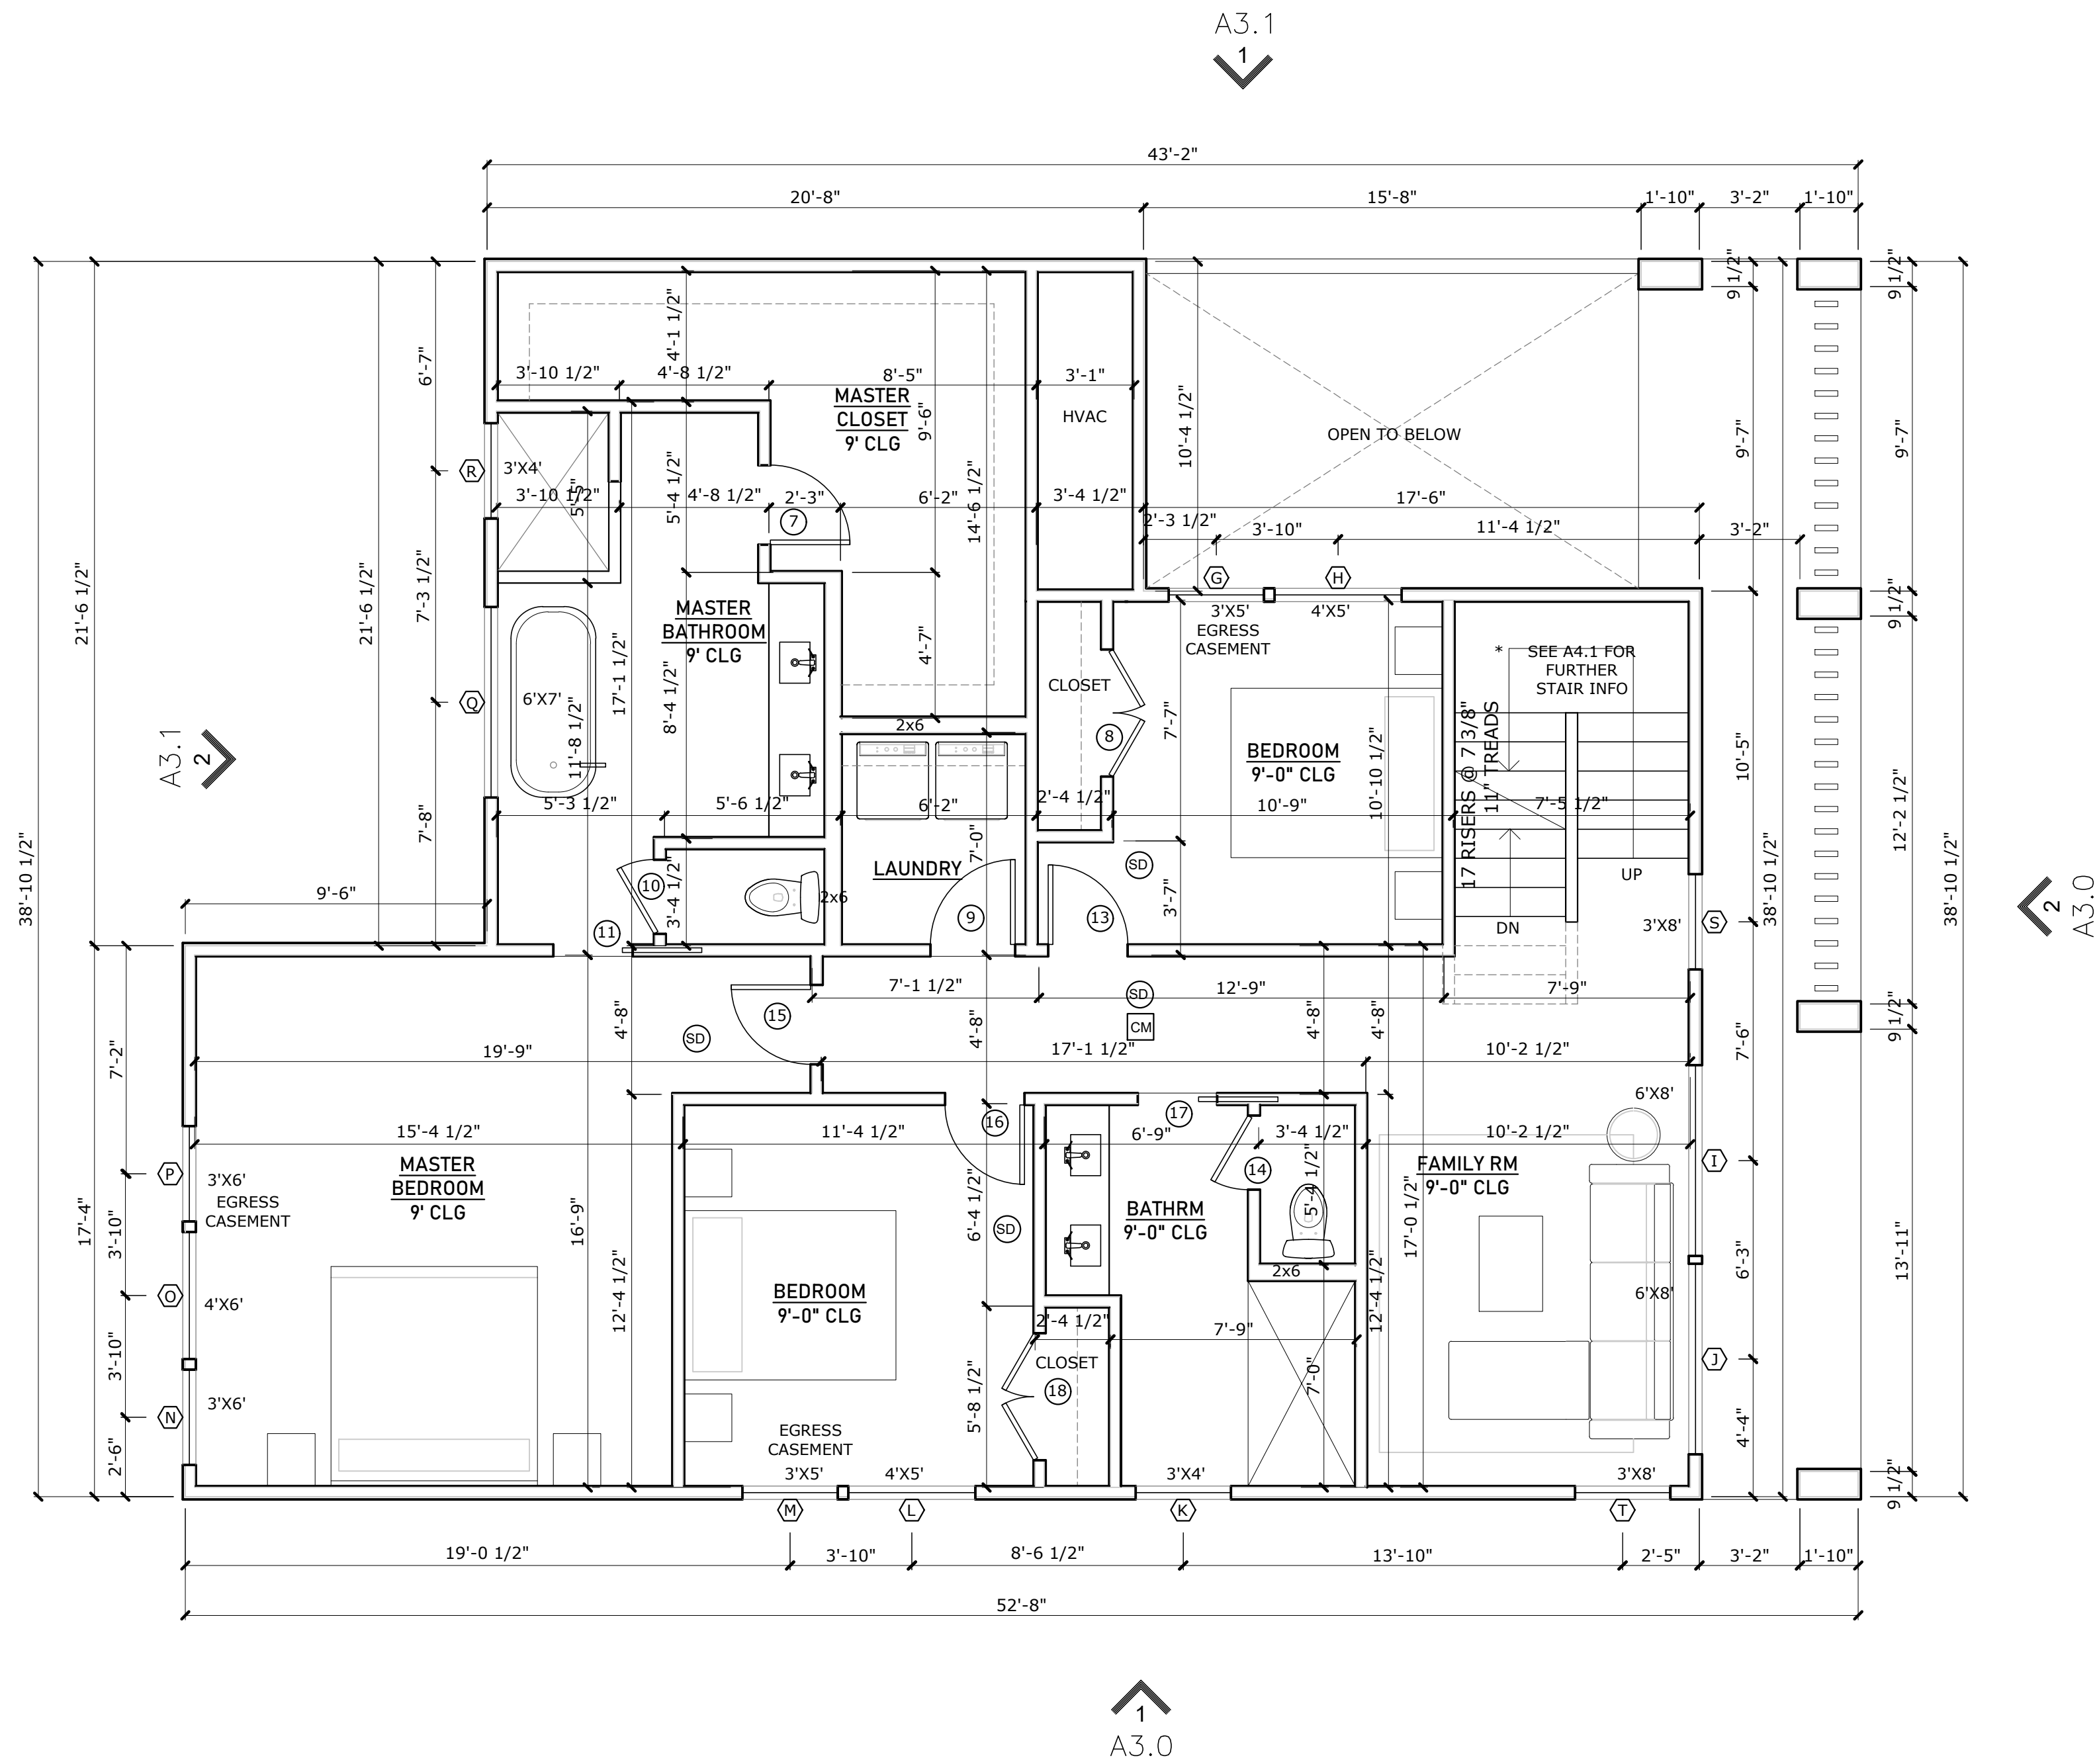 A3.1
1
43'-2"
20'-8"
15'-8"
1'-10"
3'-2"
1'-10"
9 1/2"
9 1/2"
4'-1 1/2"
6'-7"
3'-10 1/2"
4'-8 1/2"
8'-5"
3'-1"
MASTER
CLOSET
9' CLG
9'-6"
HVAC
10'-4 1/2"
OPEN TO BELOW
9'-7"
9'-7"
R
3'X4'
3'-10 1/2"
5'-5"
5'-4 1/2"
4'-8 1/2"
2'-3"
6'-2"
14'-6 1/2"
3'-4 1/2"
17'-6"
7
2'-3 1/2"
3'-10"
11'-4 1/2"
3'-2"
21'-6 1/2"
21'-6 1/2"
7'-3 1/2"
G
H
9 1/2"
MASTER
BATHROOM
9' CLG
3'X5'
EGRESS
CASEMENT
4'X5'
4'-7"
17'-1 1/2"
8'-4 1/2"
* SEE A4.1 FOR
FURTHER
STAIR INFO
Q
6'X7'
11'-8 1/2"
CLOSET
7'-7"
8
2x6
BEDROOM
9'-0" CLG
10'-10 1/2"
17 RISERS @ 7 3/8"
11" TREADS
10'-5"
A3.1
2
7'-8"
5'-3 1/2"
5'-6 1/2"
6'-2"
2'-4 1/2"
10'-9"
7'-5 1/2"
12'-2 1/2"
38'-10 1/2"
38'-10 1/2"
38'-10 1/2"
7'-0"
LAUNDRY
SD
UP
9'-6"
10
3'-4 1/2"
2x6
9
13
3'-7"
DN
3'X8'
S
2
A3.0
11
7'-1 1/2"
SD
12'-9"
7'-9"
15
SD
4'-8"
4'-8"
CM
4'-8"
4'-8"
9 1/2"
7'-2"
19'-9"
17'-1 1/2"
10'-2 1/2"
7'-6"
6'X8'
15'-4 1/2"
11'-4 1/2"
16
17
6'-9"
3'-4 1/2"
10'-2 1/2"
P
3'X6'
EGRESS
CASEMENT
MASTER
BEDROOM
9' CLG
14
5'-4 1/2"
FAMILY RM
9'-0" CLG
I
17'-4"
3'-10"
16'-9"
6'-4 1/2"
SD
BATHRM
9'-0" CLG
17'-0 1/2"
6'-3"
13'-11"
O
4'X6'
12'-4 1/2"
BEDROOM
9'-0" CLG
2x6
12'-4 1/2"
6'X8'
3'-10"
2'-4 1/2"
7'-9"
CLOSET
18
7'-0"
J
N
3'X6'
5'-8 1/2"
4'-4"
2'-6"
EGRESS
CASEMENT
3'X5'
4'X5'
3'X4'
3'X8'
9 1/2"
M
L
K
T
19'-0 1/2"
3'-10"
8'-6 1/2"
13'-10"
2'-5"
3'-2"
1'-10"
52'-8"
1
A3.0